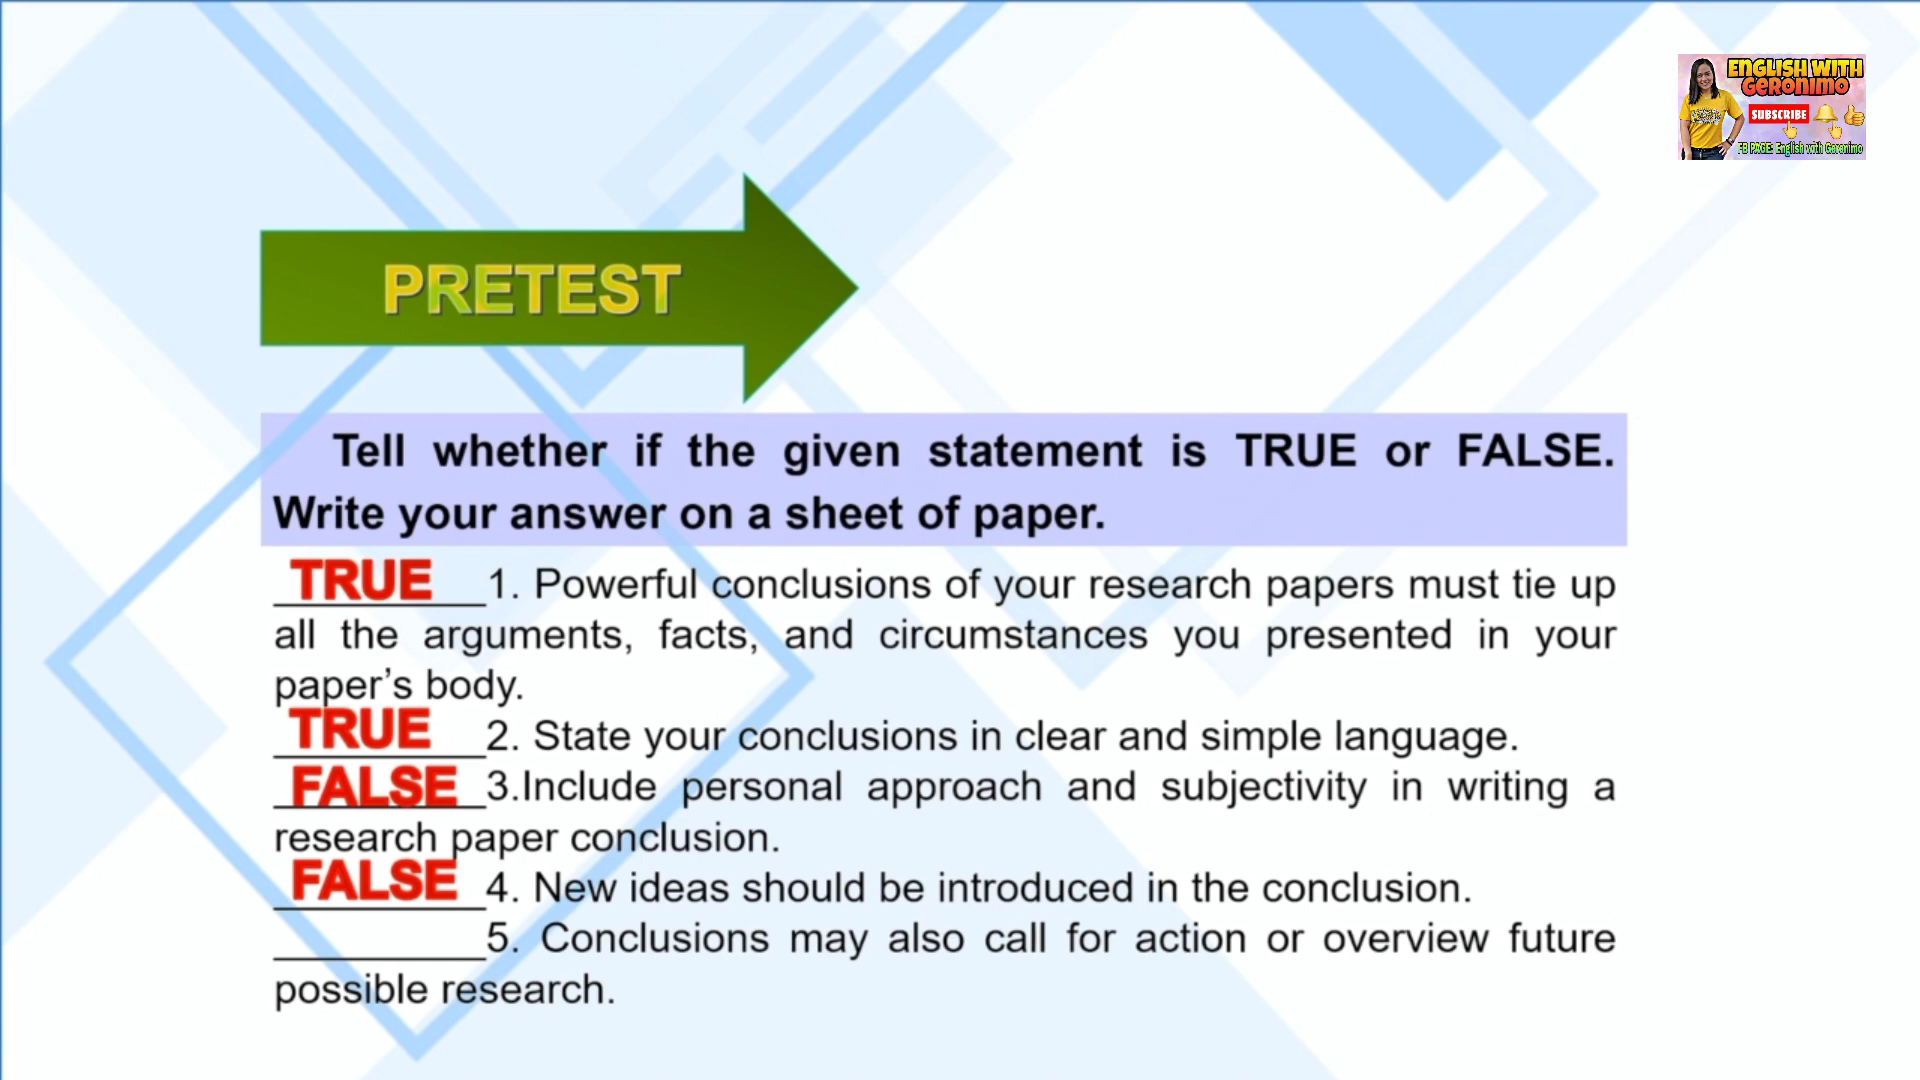 ENGLISH WITH
GERONIMO
SUBSCRIBE
FB PAGE: English with Geronimo
PRETEST
Tell whether if the given statement is TRUE or FALSE.
Write your answer on a sheet of paper.
TRUE 1. Powerful conclusions of your research papers must tie up
all the arguments, facts, and circumstances you presented in your
paper's body.
TRUE 2. State your conclusions in clear and simple language.
FALSE 3.Include personal approach and subjectivity in writing a
research paper conclusion.
FALSE 4. New ideas should be introduced in the conclusion.
_________5. Conclusions may also call for action or overview future
possible research.